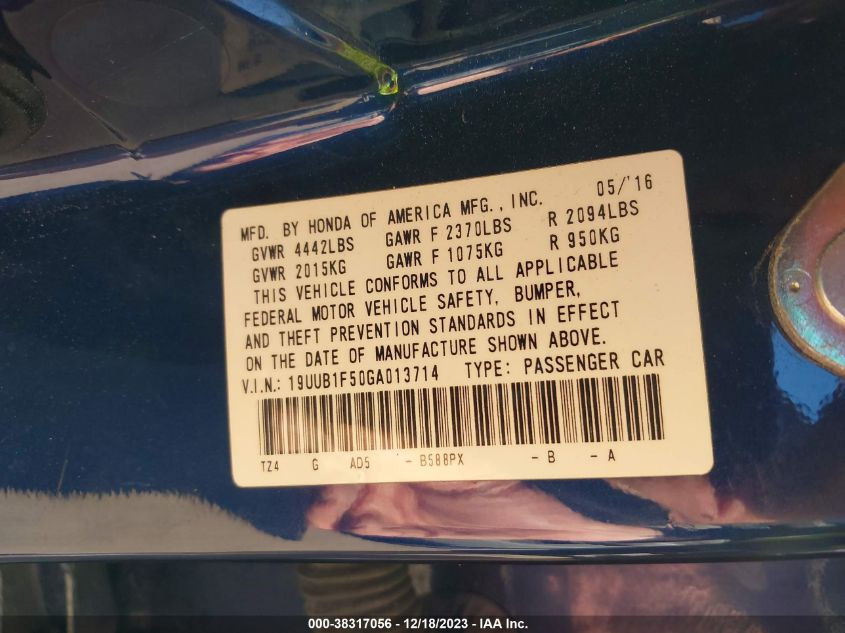 MFD. BY HONDA OF AMERICA MFG., INC. 05/'16
GVWR 4442LBS GAWR F 2370LBS R 2094LBS
GVWR 2015KG GAWR F 1075KG R 950KG
THIS VEHICLE CONFORMS TO ALL APPLICABLE
FEDERAL MOTOR VEHICLE SAFETY, BUMPER,
AND THEFT PREVENTION STANDARDS IN EFFECT
ON THE DATE OF MANUFACTURE SHOWN ABOVE.
V.I.N.: 19UUB1F50GA013714 TYPE: PASSENGER CAR
TZ4 G AD5 - B588PX - B - A
000-38317056 - 12/18/2023 - IAA Inc.